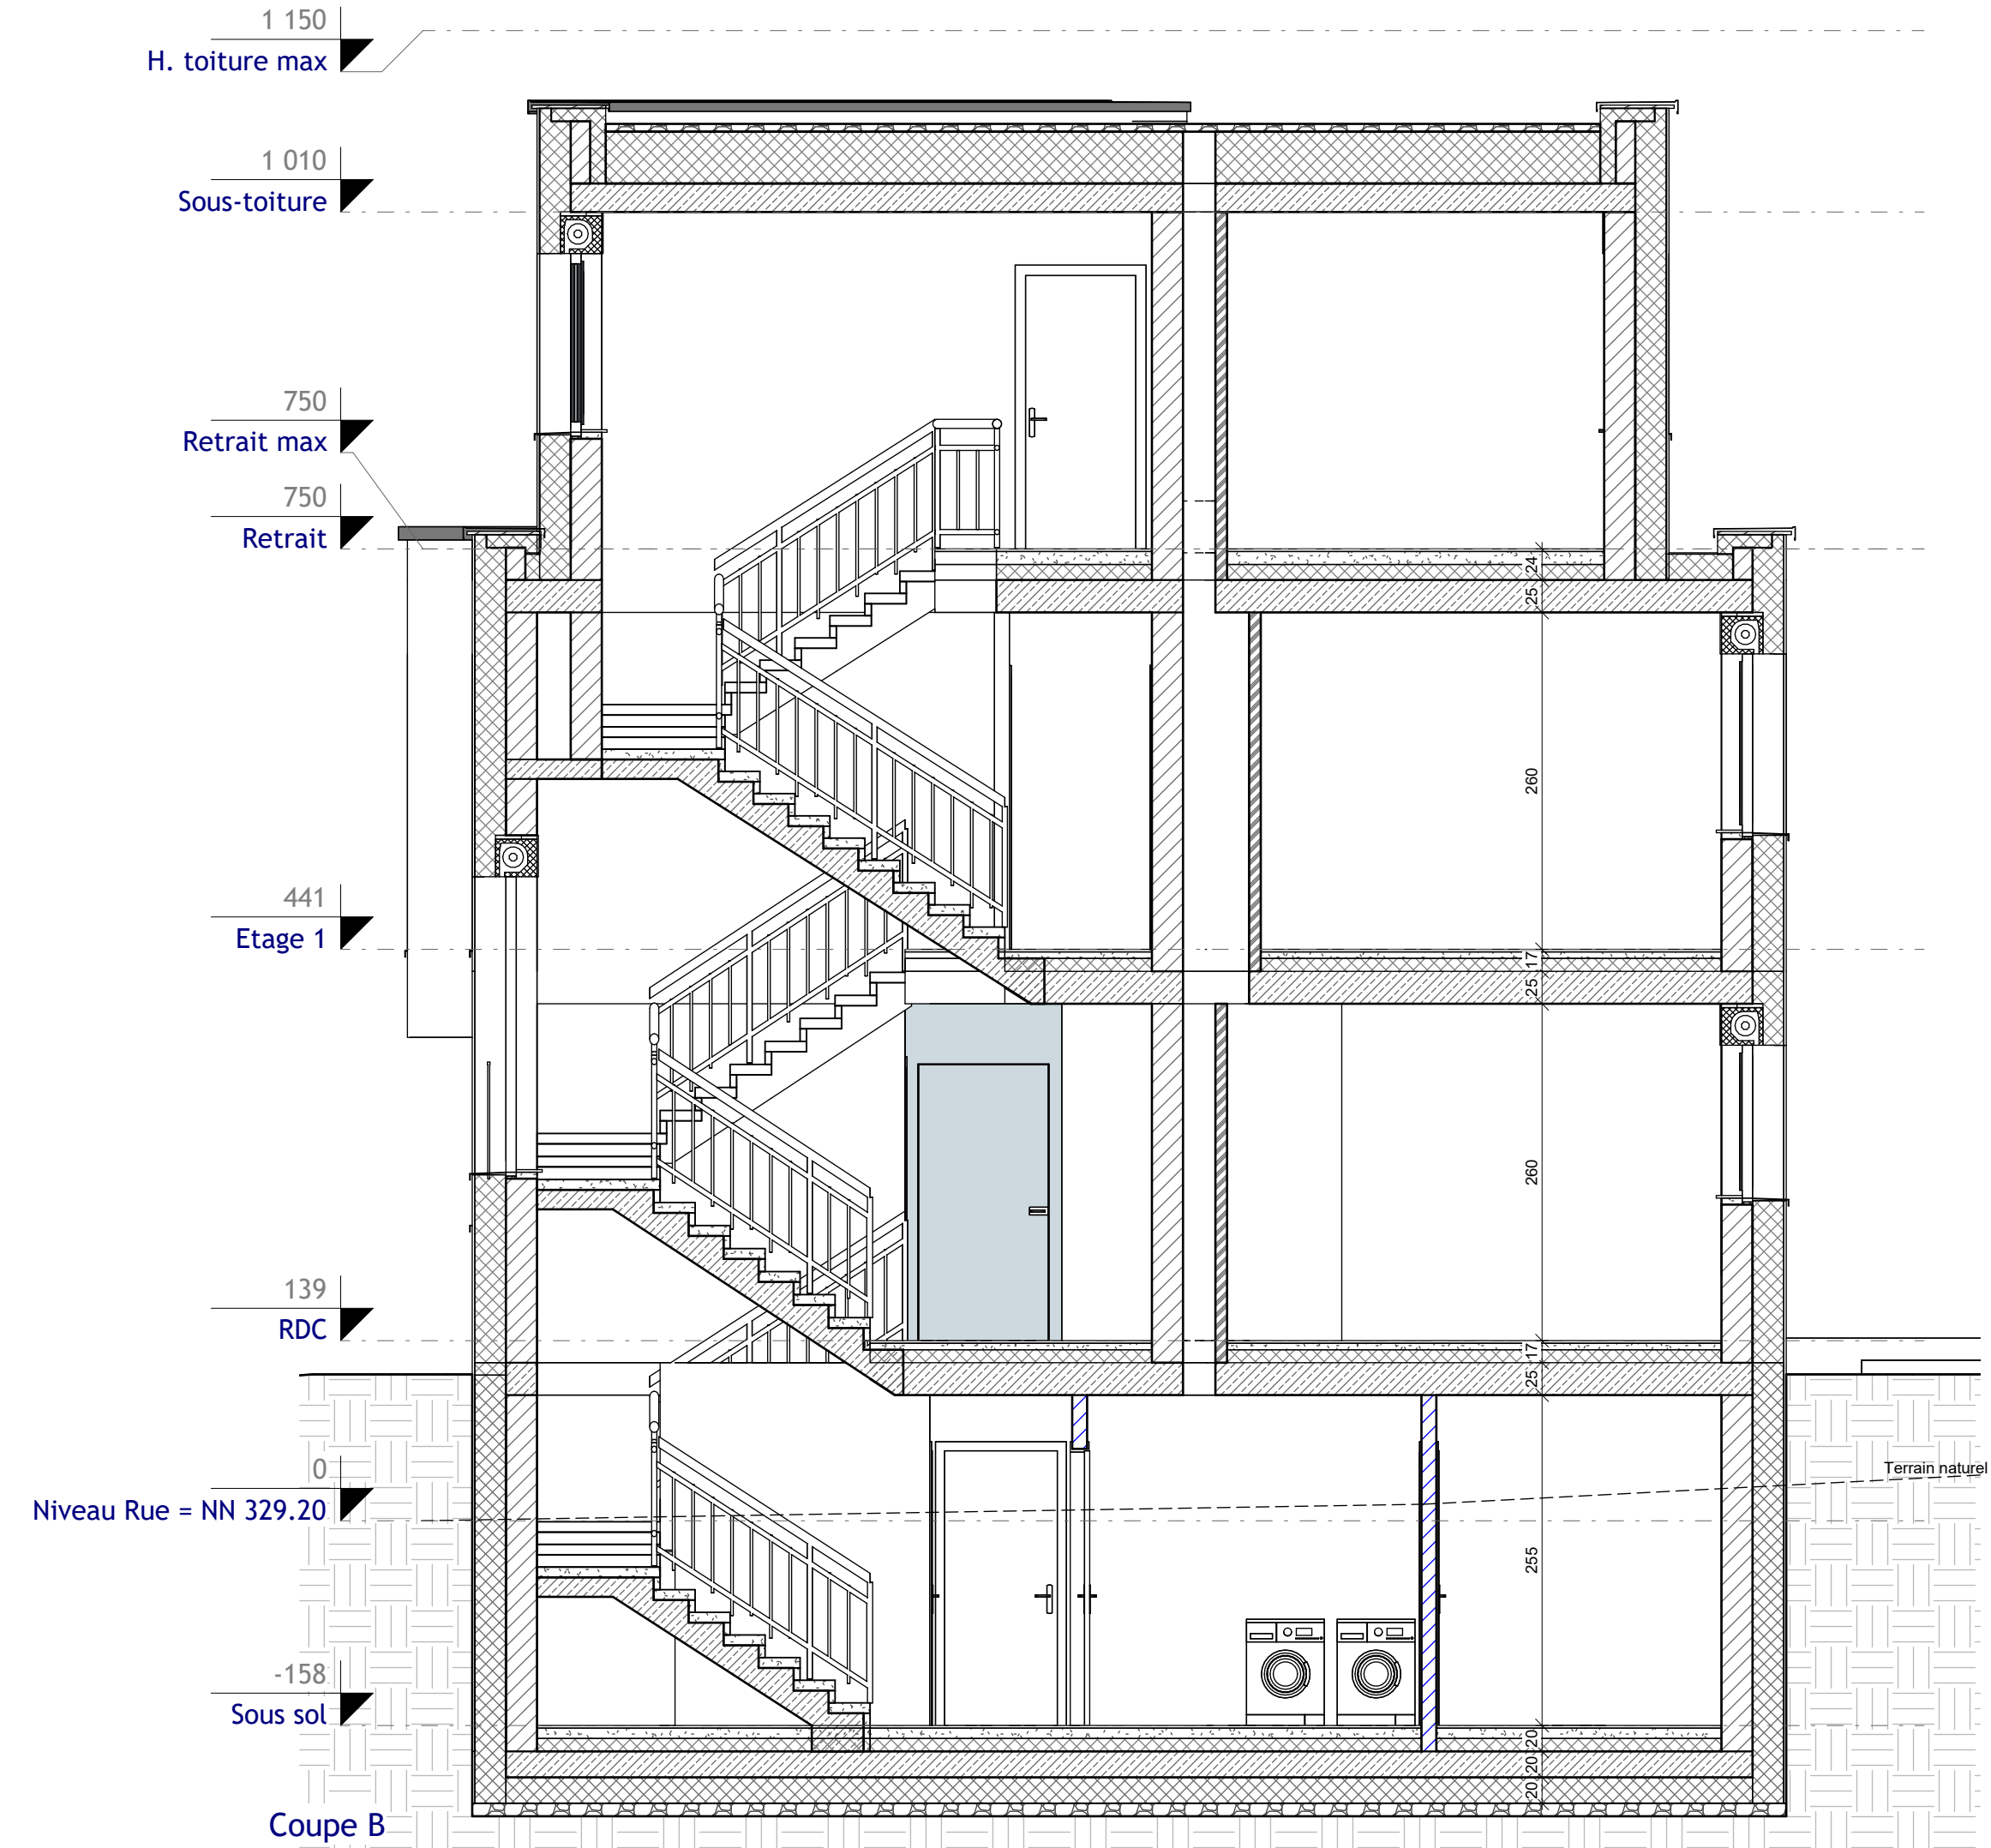 1 150
H. toiture max
1 010
Sous-toiture
750
Retrait max
750
Retrait
24
25
260
441
Etage 1
17
25
260
139
RDC
17
25
0
Niveau Rue = NN 329.20
Terrain naturel
255
-158
Sous sol
20
20
20
Coupe B